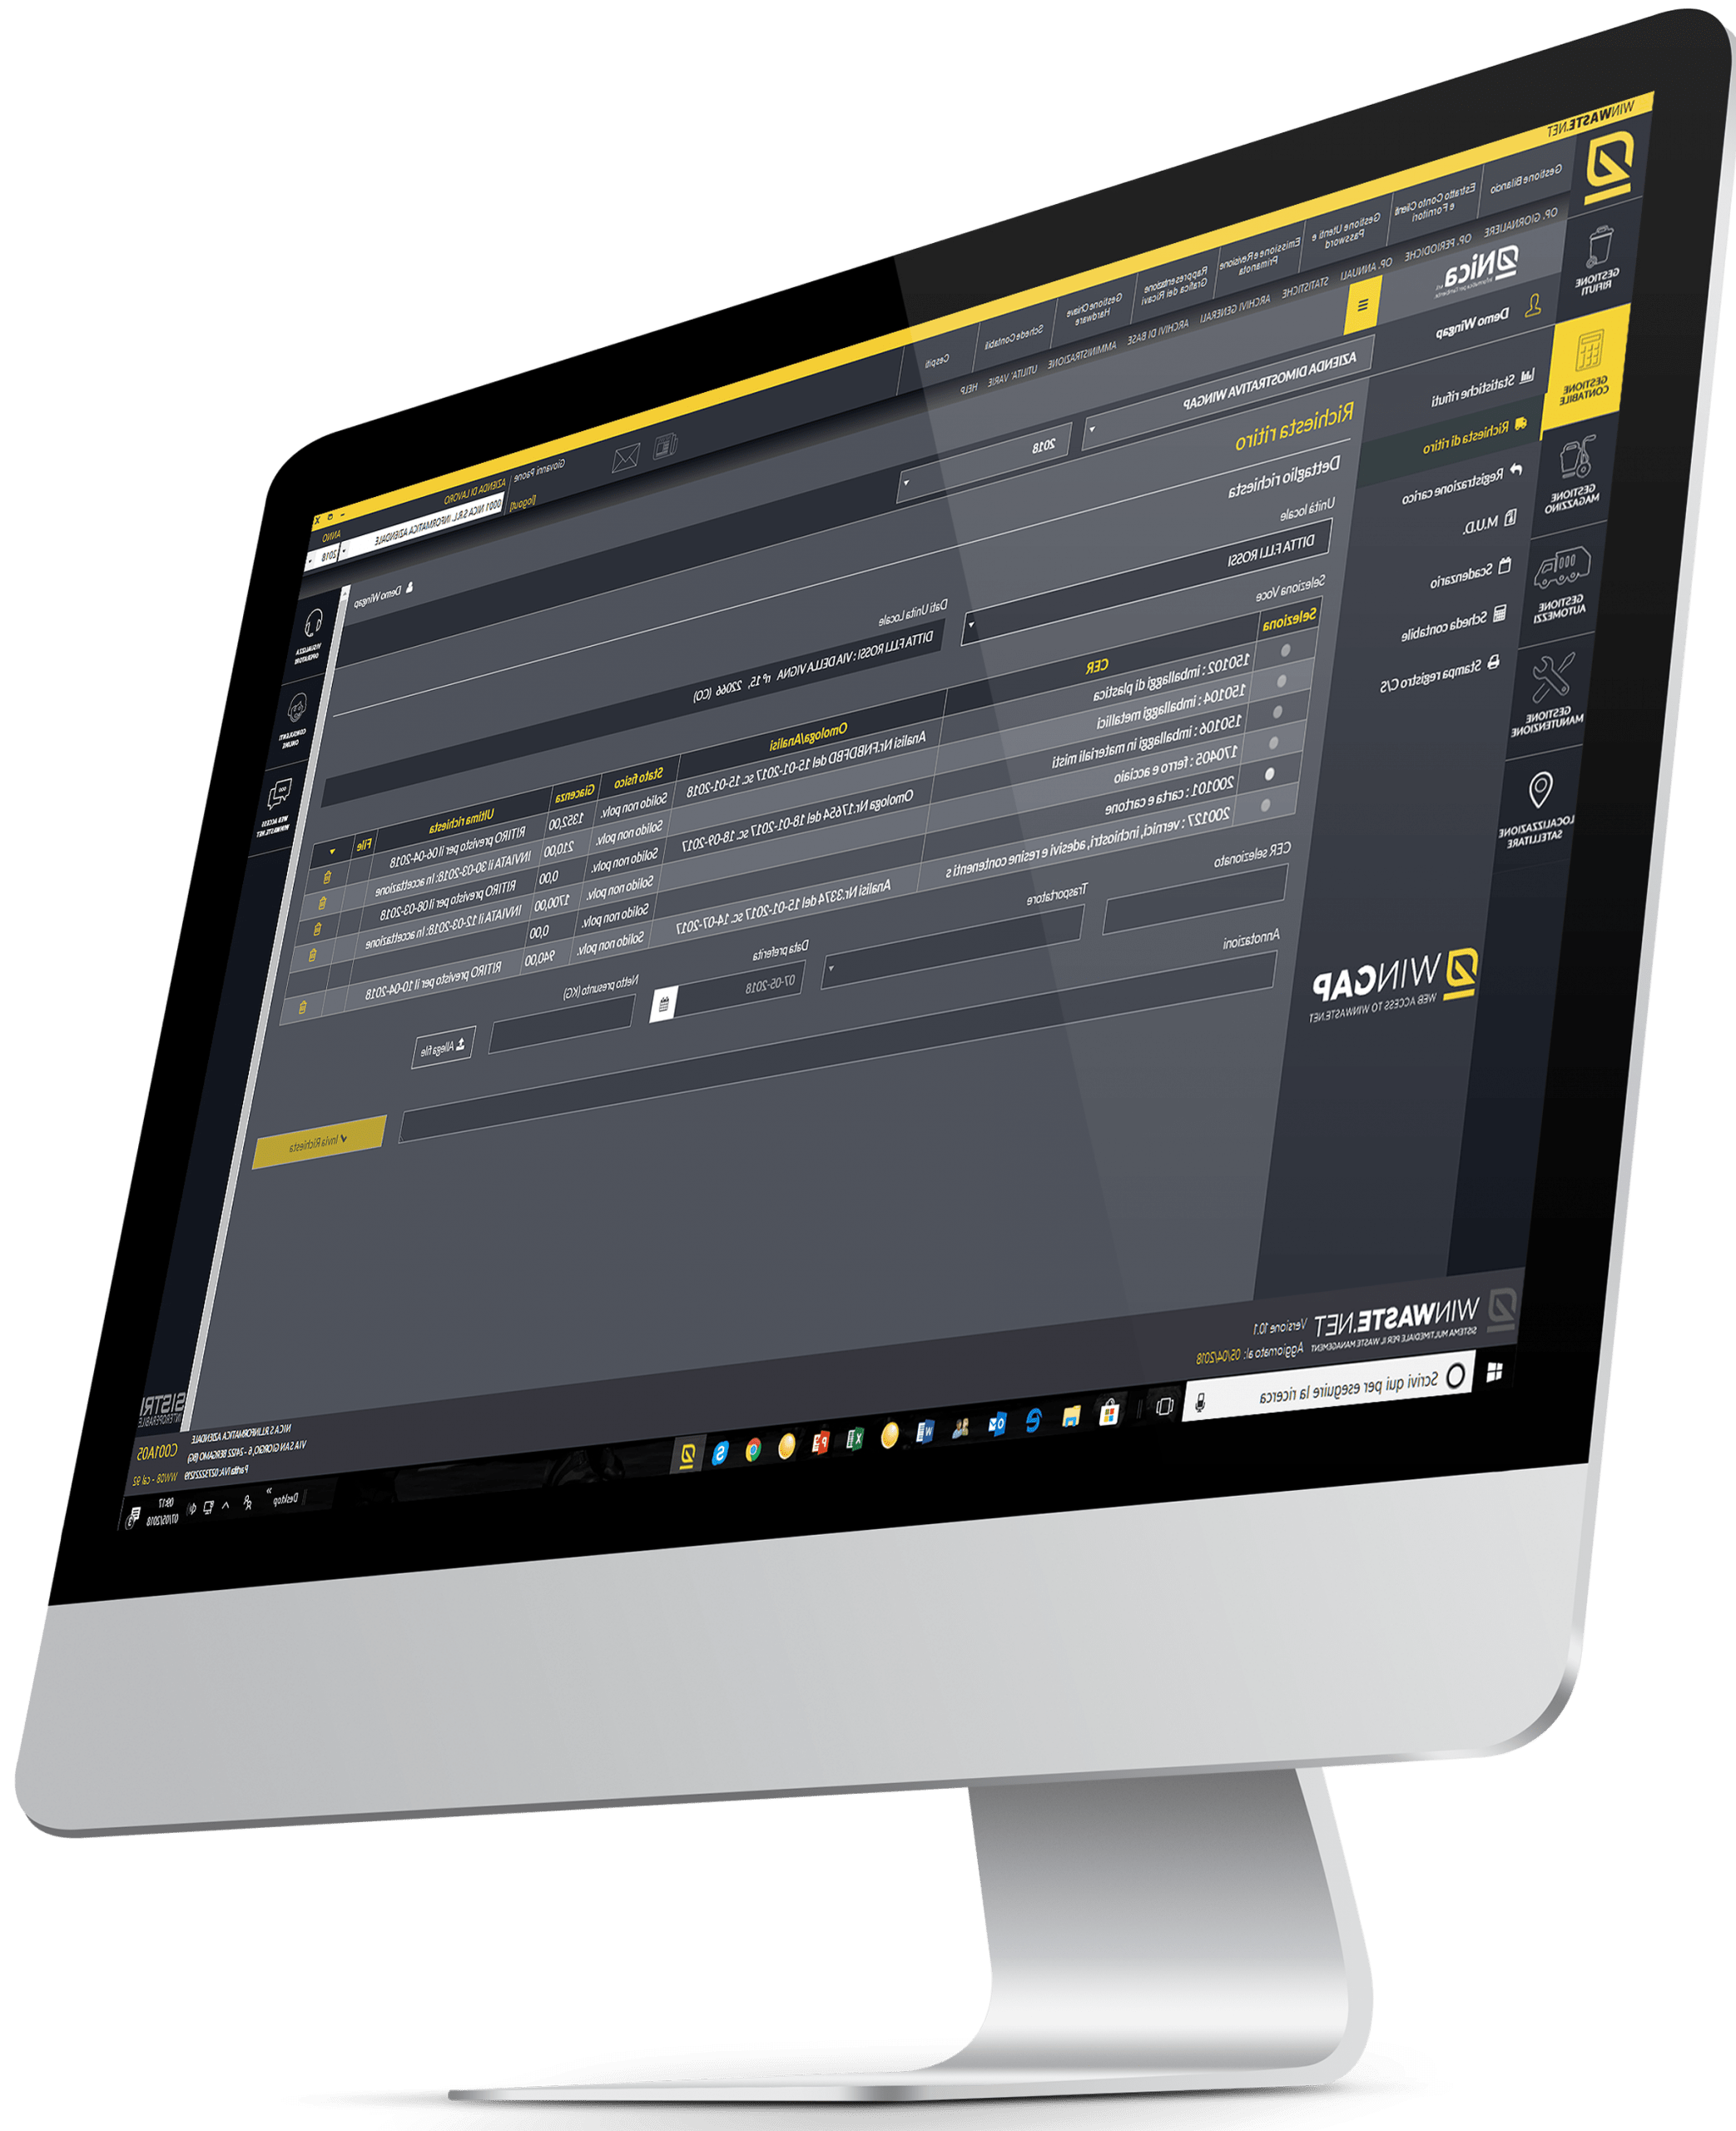 WINWASTE.NET
Gestione Bilancio
Estratto Conto Clienti
e Fornitori
Gestione Utenti e
Password
Emissione e Revisione
Primanota
Rappresentazione
Grafica dei Ricavi
Gestione Chiave
Hardware
Schede Contabili
Cespiti
Giovanni Paone
[logout]
AZIENDA DI LAVORO
0001 NICA S.R.L. INFORMATICA AZIENDALE
ANNO
2018
OP. GIORNALIERE OP. PERIODICHE OP. ANNUALI STATISTICHE ARCHIVI GENERALI ARCHIVI DI BASE AMMINISTRAZIONE UTILITA' VARIE HELP
GESTIONE
RIFIUTI
GESTIONE
CONTABILE
GESTIONE
MAGAZZINO
GESTIONE
AUTOMEZZI
GESTIONE
MANUTENZIONE
LOCALIZZAZIONE
SATELLITARE
Nica
Demo Wingap
Statistiche rifiuti
Richiesta di ritiro
Registrazione carico
M.U.D.
Scadenzario
Scheda contabile
Stampa registro C/S
WINGAP
WEB ACCESS TO WINWASTE.NET
Demo Wingap
AZIENDA DIMOSTRATIVA WINGAP
2018
Richiesta ritiro
Dettaglio richiesta
Unità locale
DITTA F.LLI ROSSI
Dati Unita Locale
DITTA F.LLI ROSSI : VIA DELLA VIGNA n° 15, 22066 (CO)
Seleziona Voce
Seleziona CER Omologa/Analisi Stato fisico Giacenza Ultima richiesta File
150102 : imballaggi di plastica Analisi Nr.FNBDFDBD del 15-01-2017 sc. 15-01-2018 Solido non polv. 1352,00 RITIRO previsto per il 06-04-2018
150104 : imballaggi metallici Solido non polv. 210,00 INVIATA il 30-03-2018: In accettazione
150106 : imballaggi in materiali misti Omologa Nr.17654 del 18-01-2017 sc. 18-09-2017 Solido non polv. 0,00 RITIRO previsto per il 08-03-2018
170405 : ferro e acciaio Solido non polv. 1700,00 INVIATA il 12-03-2018: In accettazione
200101 : carta e cartone Solido non polv. 0,00
200127 : vernici, inchiostri, adesivi e resine contenenti s Analisi Nr.3374 del 15-01-2017 sc. 14-07-2017 Solido non polv. 940,00 RITIRO previsto per il 10-04-2018
CER selezionato
Trasportatore
Data preferita
07-05-2018
Netto presunto (KG)
Allega file
Annotazioni
Invia Richiesta
VISUALIZZA
OPERATORI
CONSULENTI
ONLINE
WEB ACCESS
WINWASTE.NET
WINWASTE.NET
SISTEMA MULTIMEDIALE PER IL WASTE MANAGEMENT
Versione 10.1
Aggiornato al: 05/04/2018
NICA S.R.L. INFORMATICA AZIENDALE
VIA SAN GIORGIO, 6 - 24122 BERGAMO (BG)
SISTRI
INTEROPERABILE
C001A05
WW08 - cal 92
Scrivi qui per eseguire la ricerca
Desktop
09:17
07/05/2018